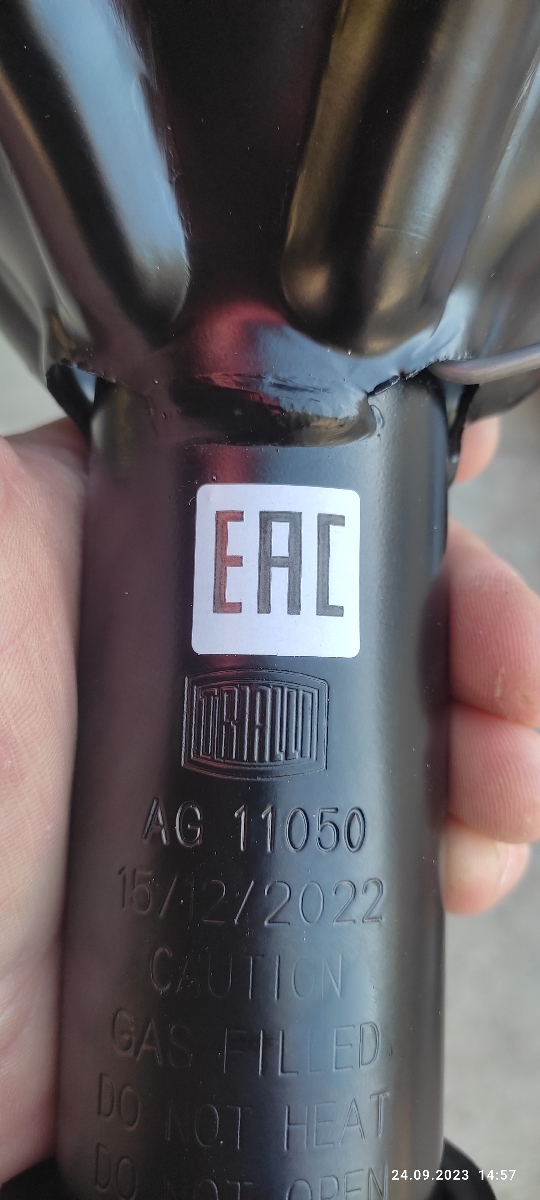 EAC
TRIALLI
AG 11050
15/12/2022
CAUTION
GAS FILLED.
DO NOT HEAT
DO NOT OPEN
24.09.2023 14:57